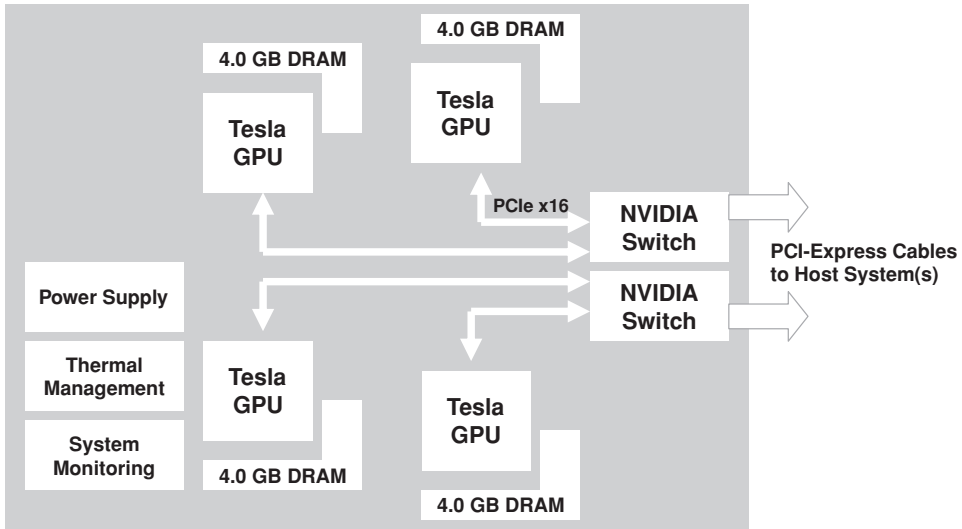 4.0 GB DRAM
4.0 GB DRAM
Tesla
GPU
Tesla
GPU
PCIe x16
NVIDIA
Switch
PCI-Express Cables
to Host System(s)
NVIDIA
Switch
Power Supply
Thermal
Management
System
Monitoring
Tesla
GPU
Tesla
GPU
4.0 GB DRAM
4.0 GB DRAM